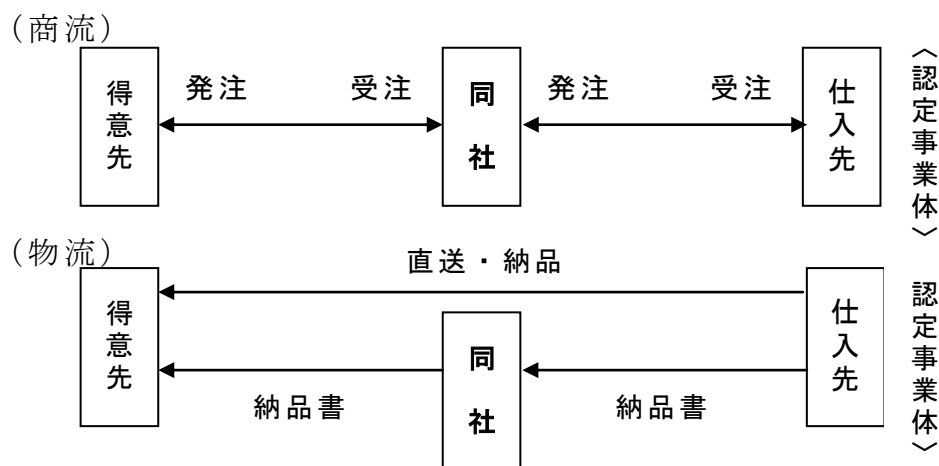 (商流)
得意先
発注
受注
同社
発注
受注
仕入先
〈認定事業体〉
(物流)
直送・納品
得意先
同社
仕入先
納品書
納品書
認定事業体〉